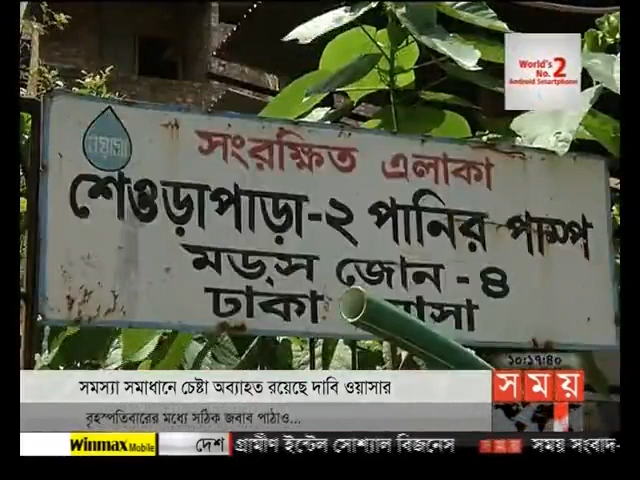 World's
No.2
Android Smartphone
ওয়াসা
সংরক্ষিত এলাকা
শেওড়াপাড়া-২ পানির পাম্প
মডস জোন - ৪
ঢাকা য়াসা
১০:১৭:৪০
সমস্যা সমাধানে চেষ্টা অব্যাহত রয়েছে দাবি ওয়াসার
সময়
বৃহস্পতিবারের মধ্যে সঠিক জবাব পাঠাও...
Winmax Mobile
দেশ
গ্রামীণ ইন্টেল সোশ্যাল বিজনেস
সময়
সময় সংবাদ-